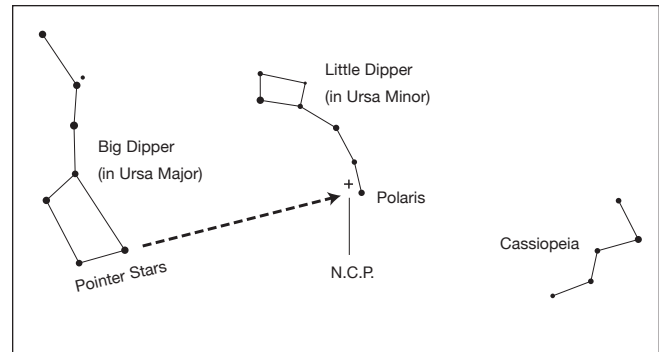 Little Dipper
(in Ursa Minor)
Big Dipper
(in Ursa Major)
Polaris
Cassiopeia
Pointer Stars
N.C.P.